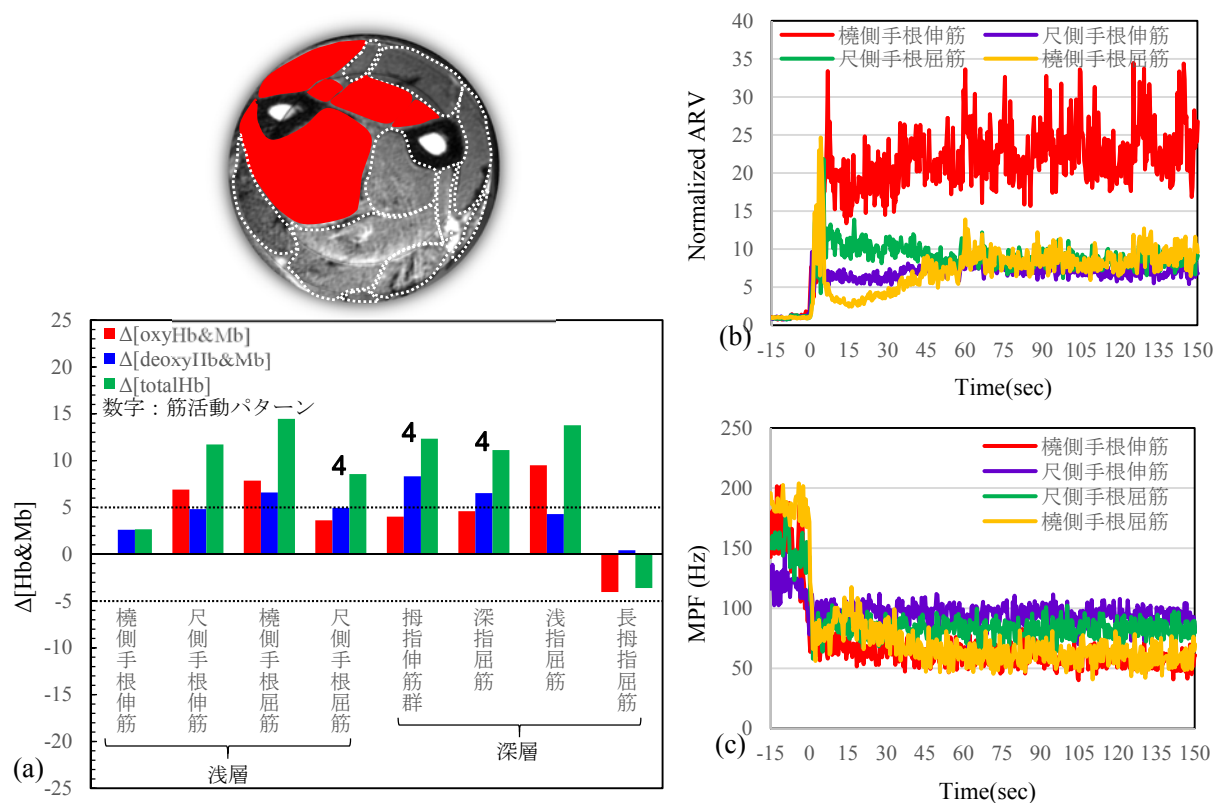 25
20
15
10
5
0
-5
-10
-15
-20
-25
Δ[Hb&Mb]
Δ[oxyHb&Mb]
Δ[deoxyHb&Mb]
Δ[totalHb]
数字：筋活動パターン
4
4
4
橈側手根伸筋
尺側手根伸筋
橈側手根屈筋
尺側手根屈筋
拇指伸筋群
深指屈筋
浅指屈筋
長拇指屈筋
浅層
深層
(a)
40
35
30
25
20
15
10
5
0
Normalized ARV
橈側手根伸筋 尺側手根伸筋
尺側手根屈筋 橈側手根屈筋
-15 0 15 30 45 60 75 90 105 120 135 150
Time(sec)
(b)
250
200
150
100
50
0
MPF (Hz)
橈側手根伸筋
尺側手根伸筋
尺側手根屈筋
橈側手根屈筋
-15 0 15 30 45 60 75 90 105 120 135 150
Time(sec)
(c)